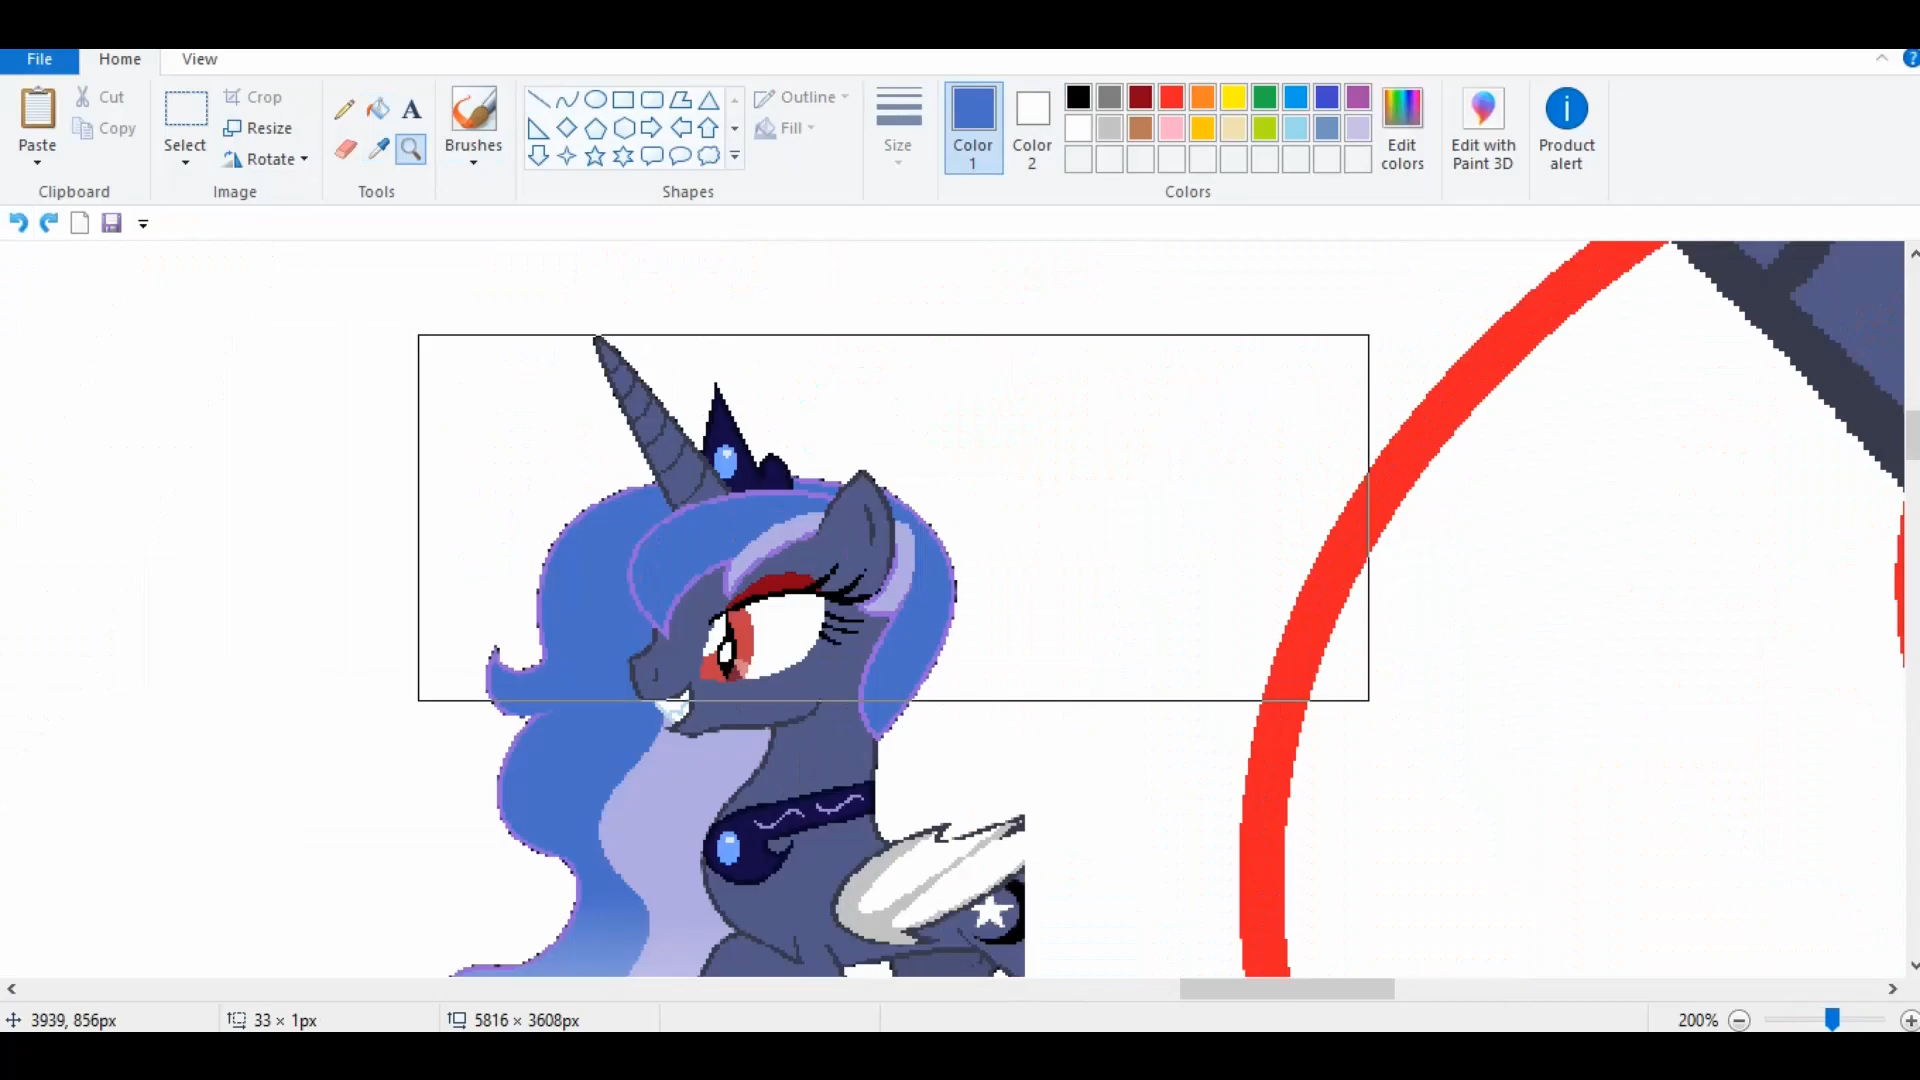 File Home View
Paste
Cut
Copy
Clipboard
Select
Crop
Resize
Rotate
Image
A
Tools
Brushes
Shapes
Outline
Fill
Size
Color
1
Color
2
Colors
Edit
colors
Edit with
Paint 3D
Product
alert
3939, 856px
33 × 1px
5816 × 3608px
200%